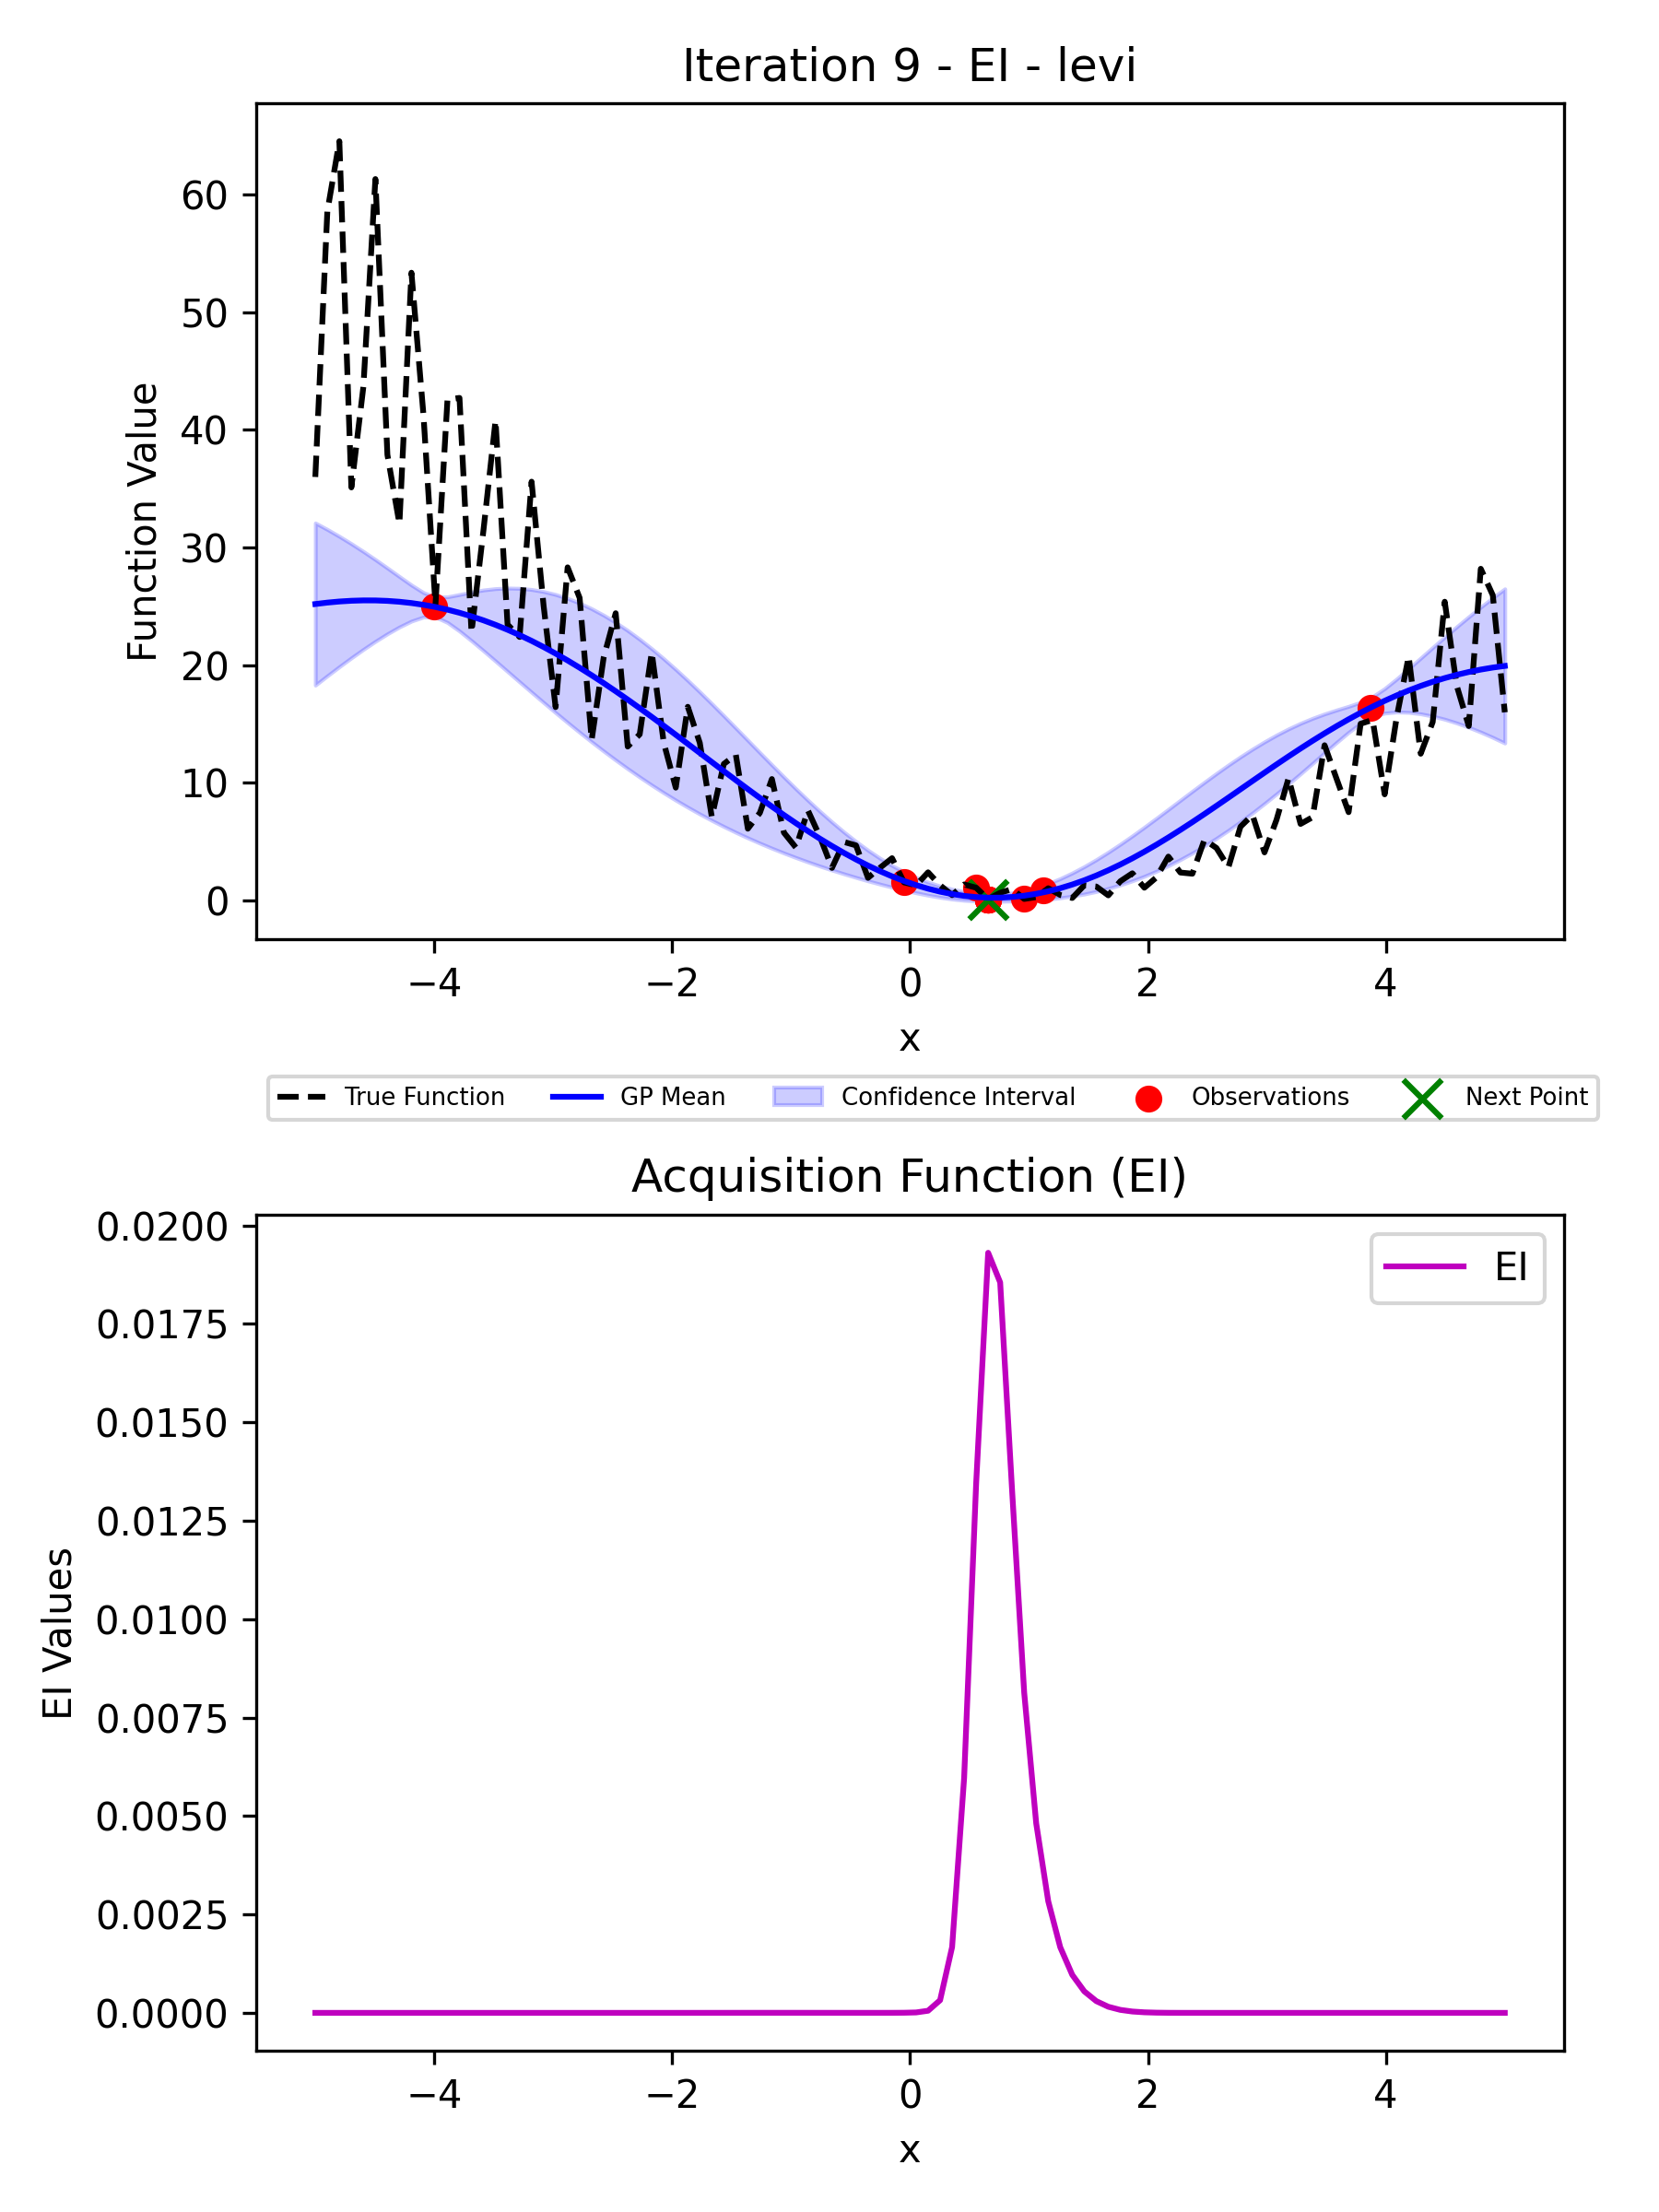 Iteration 9 - EI - levi
Function Value
60
50
40
30
20
10
0
−4
−2
0
2
4
x
True Function
GP Mean
Confidence Interval
Observations
Next Point
Acquisition Function (EI)
EI Values
0.0200
0.0175
0.0150
0.0125
0.0100
0.0075
0.0050
0.0025
0.0000
EI
−4
−2
0
2
4
x